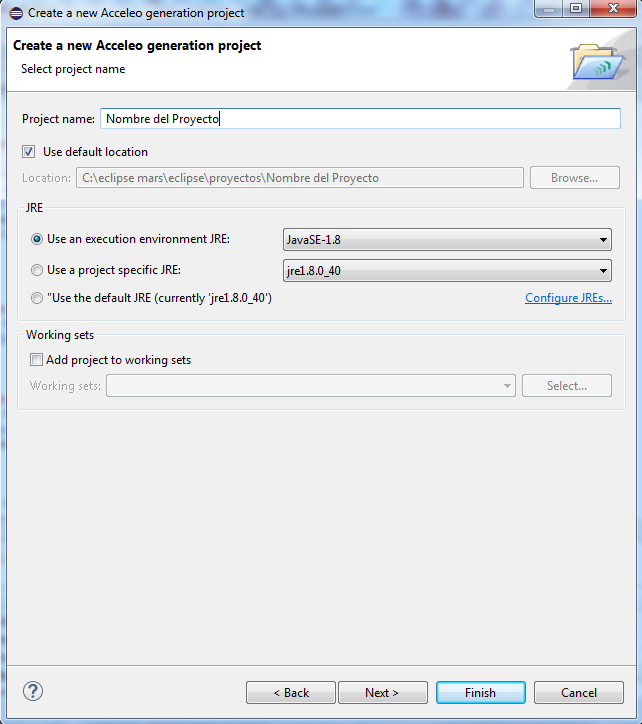 Create a new Acceleo generation project
Create a new Acceleo generation project
Select project name
Project name: Nombre del Proyecto
Use default location
Location: C:\eclipse mars\eclipse\proyectos\Nombre del Proyecto Browse...
JRE
Use an execution environment JRE: JavaSE-1.8
Use a project specific JRE: jre1.8.0_40
"Use the default JRE (currently 'jre1.8.0_40') Configure JREs...
Working sets
Add project to working sets
Working sets: Select...
? < Back Next > Finish Cancel